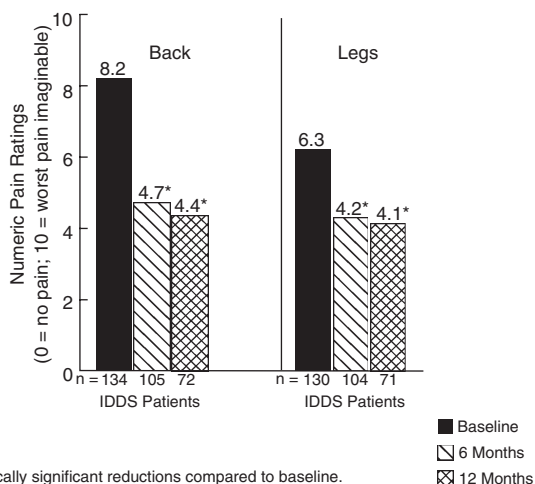 10
8
6
4
2
0
Numeric Pain Ratings
(0 = no pain; 10 = worst pain imaginable)
Back
Legs
8.2
4.7*
4.4*
6.3
4.2*
4.1*
n = 134 105 72
n = 130 104 71
IDDS Patients
IDDS Patients
Baseline
6 Months
12 Months
significant reductions compared to baseline.